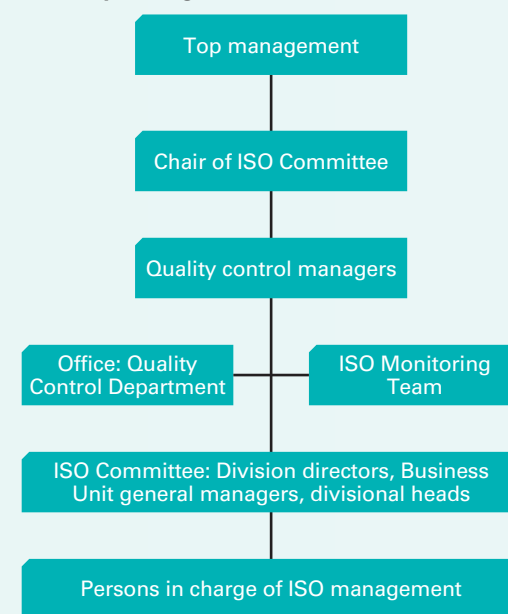 Top management
Chair of ISO Committee
Quality control managers
Office: Quality
Control Department
ISO Monitoring
Team
ISO Committee: Division directors, Business
Unit general managers, divisional heads
Persons in charge of ISO management